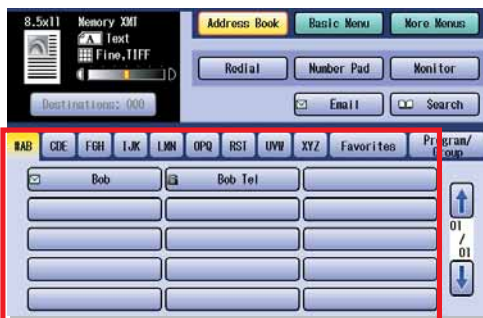 8.5x11 Memory XMT
Text
Fine,TIFF
Destinations: 000
Address Book Basic Menu More Menus
Redial Number Pad Monitor
Email Search
#AB CDE FGH IJK LMN OPQ RST UVW XYZ Favorites Program/
Group
Bob Bob Tel
01
/
01